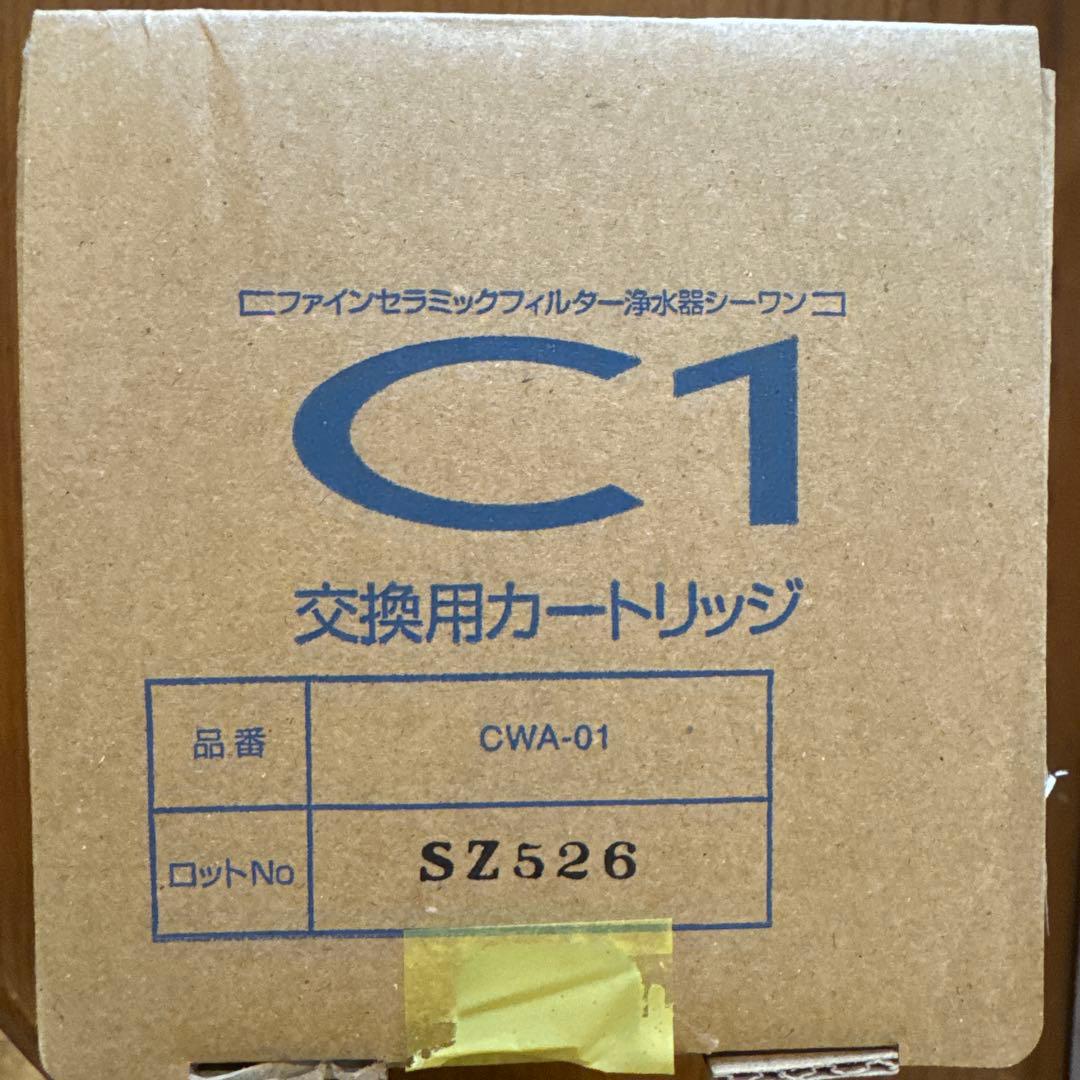 ファインセラミックフィルター浄水器シーワン
C1
交換用カートリッジ
品番 CWA-01
ロットNo SZ526